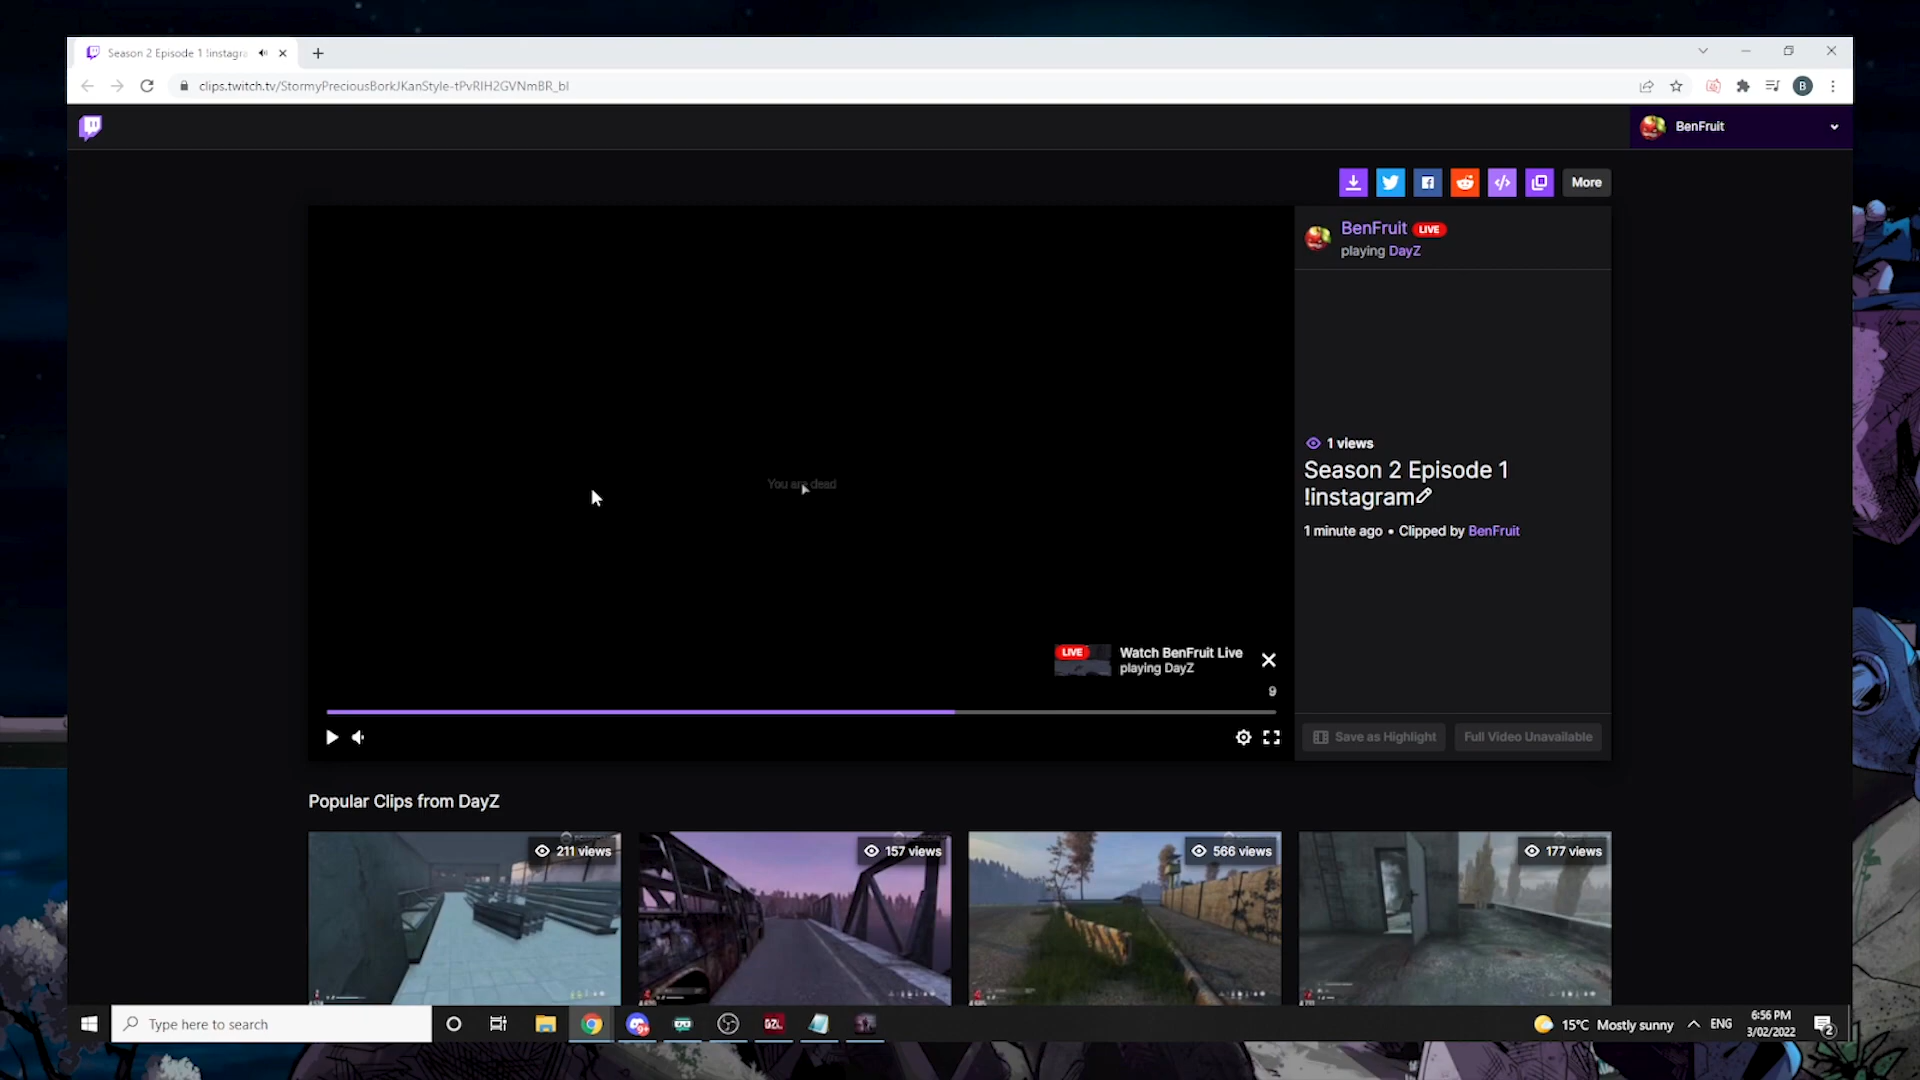 Season 2 Episode 1 !instagra
clips.twitch.tv/StormyPreciousBorkJKanStyle-tPvRIH2GVNmBR_bl
B
BenFruit
More
BenFruit LIVE
playing DayZ
1 views
Season 2 Episode 1
!instagram
1 minute ago • Clipped by BenFruit
You are dead
LIVE
Watch BenFruit Live
playing DayZ
9
Save as Highlight
Full Video Unavailable
Popular Clips from DayZ
211 views
157 views
566 views
177 views
Type here to search
DZL
15°C Mostly sunny
ENG
6:56 PM
3/02/2022
2